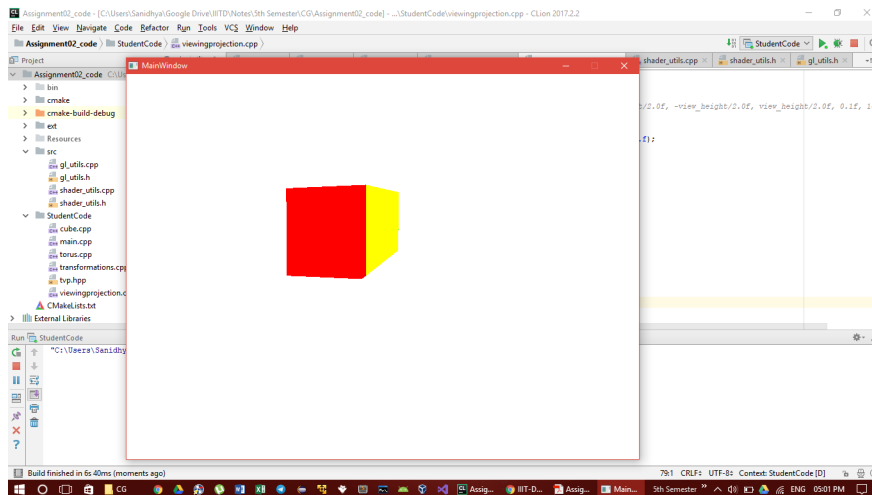 Assignment02_code - [C:\Users\Sanidhya\Google Drive\IIITD\Notes\5th Semester\CG\Assignment02_code] - ...\StudentCode\viewingprojection.cpp - CLion 2017.2.2
File Edit View Navigate Code Refactor Run Tools VCS Window Help
Assignment02_code StudentCode viewingprojection.cpp StudentCode
Project shader_utils.cpp shader_utils.h gl_utils.h
Assignment02_code C:\Us
MainWindow
bin
cmake
t/2.0f, -view_height/2.0f, view_height/2.0f, 0.1f, 1
cmake-build-debug
ext
Resources
.f);
src
gl_utils.cpp
gl_utils.h
shader_utils.cpp
shader_utils.h
StudentCode
cube.cpp
main.cpp
torus.cpp
transformations.cpp
tvp.hpp
viewingprojection.c
CMakeLists.txt
External Libraries
Run StudentCode
"C:\Users\Sanidhy
Build finished in 6s 40ms (moments ago) 79:1 CRLF÷ UTF-8÷ Context: StudentCode [D]
CG Assig... IIIT-D... Assig... Main... 5th Semester ENG 05:01 PM